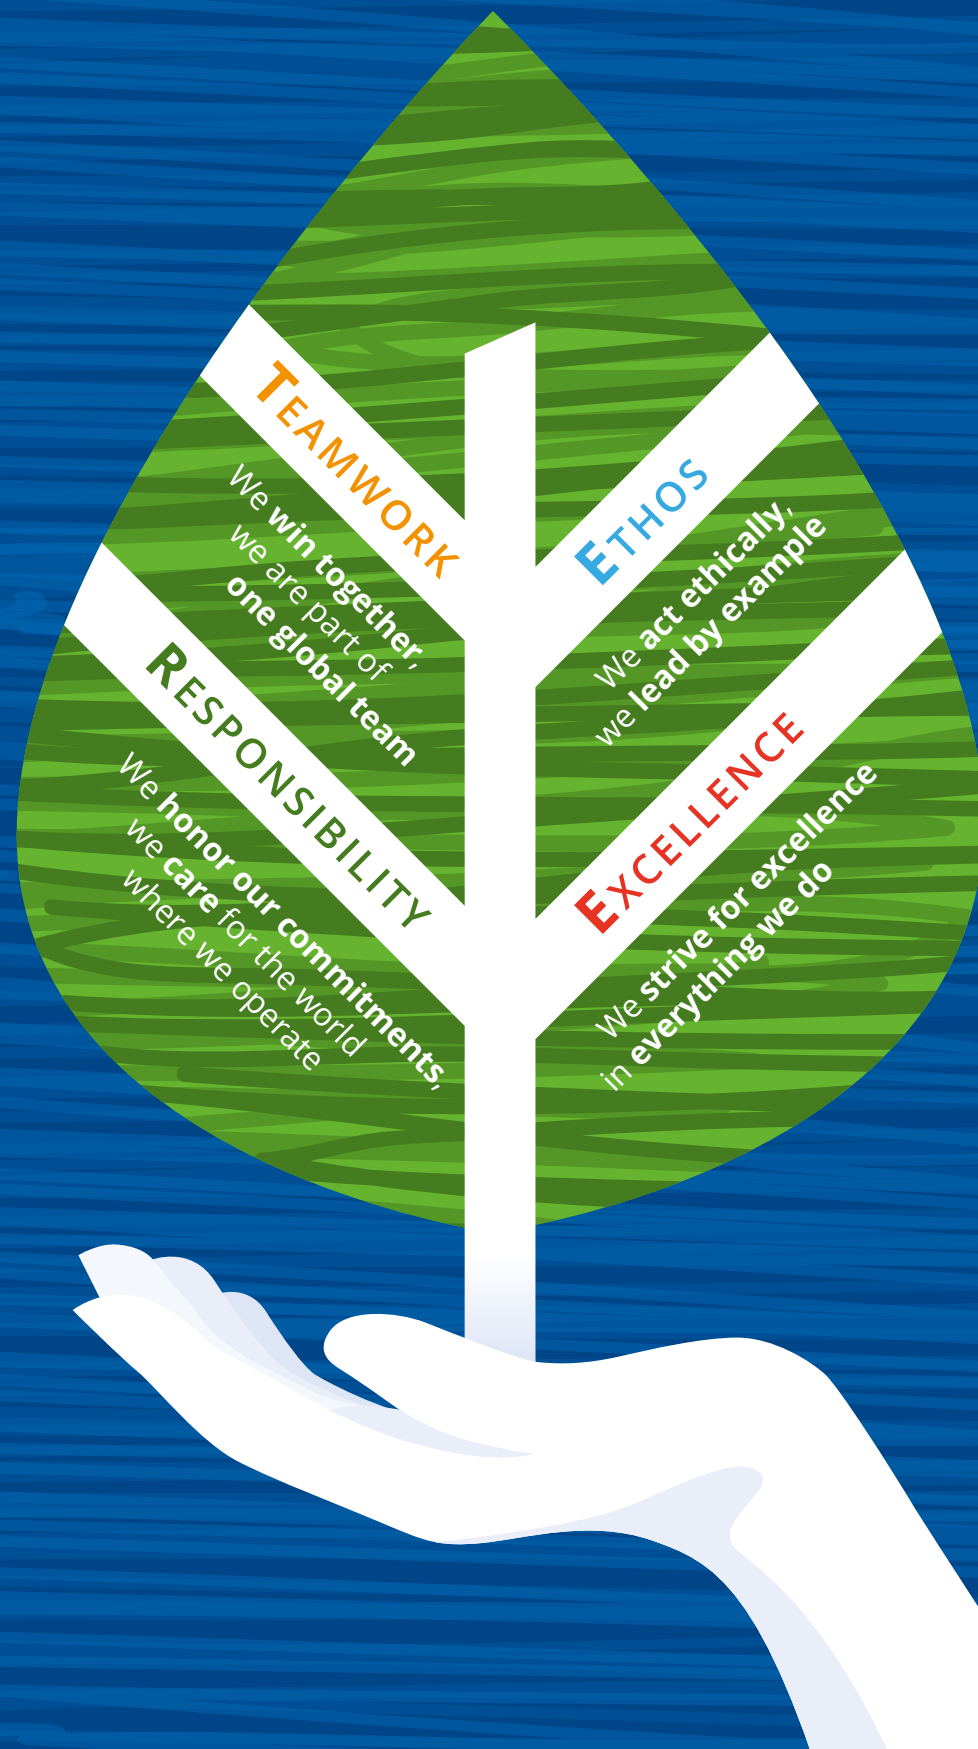 TEAMWORK
We win together,
we are part of
one global team
ETHOS
We act ethically,
we lead by example
RESPONSIBILITY
We honor our commitments,
we care for the world
where we operate
EXCELLENCE
We strive for excellence
in everything we do